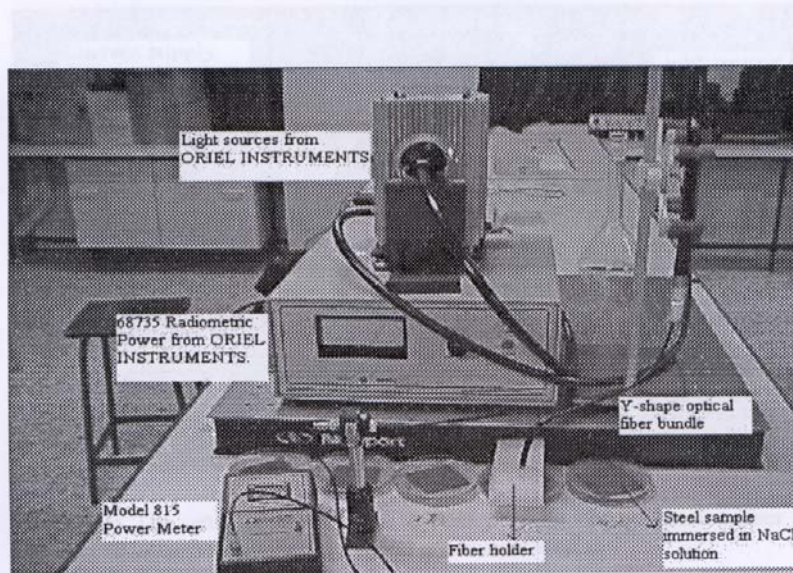 Light sources from
ORIEL INSTRUMENTS
68735 Radiometric
Power from ORIEL
INSTRUMENTS.
Y-shape optical
fiber bundle
Newport
Model 815
Power Meter
Fiber holder
Steel sample
immersed in NaCl
solution